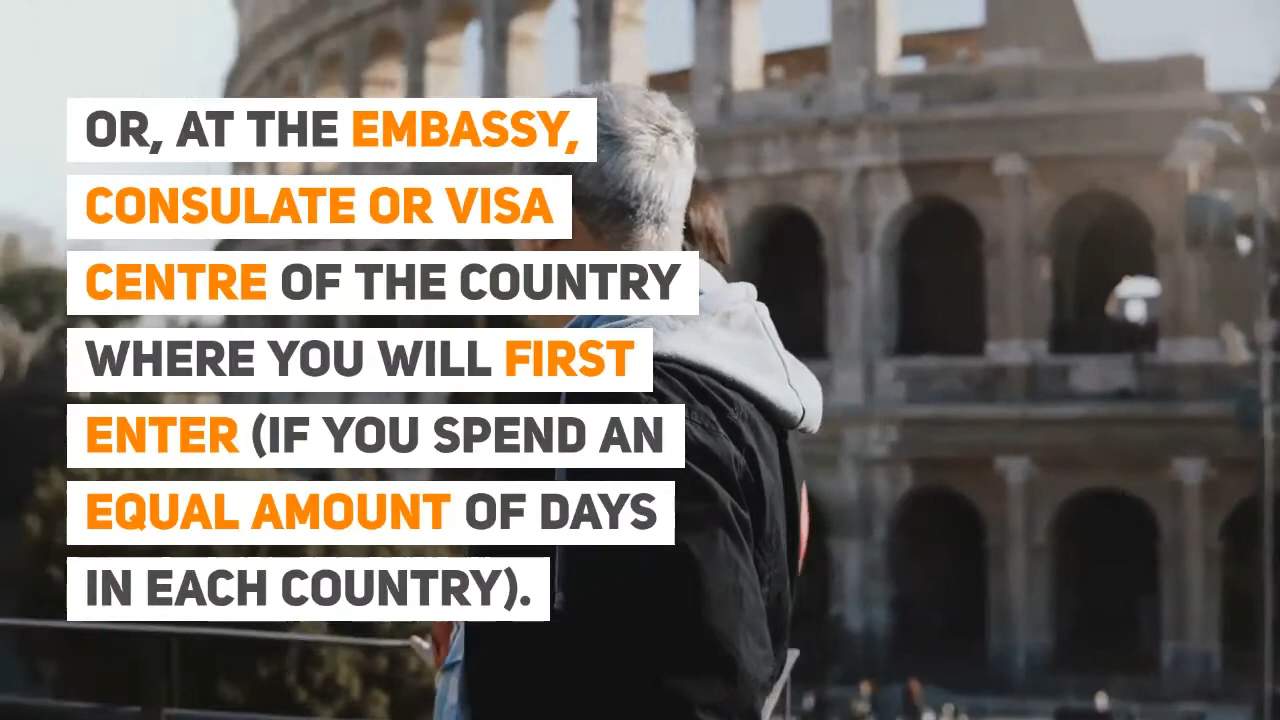 OR, AT THE EMBASSY,
CONSULATE OR VISA
CENTRE OF THE COUNTRY
WHERE YOU WILL FIRST
ENTER (IF YOU SPEND AN
EQUAL AMOUNT OF DAYS
IN EACH COUNTRY).